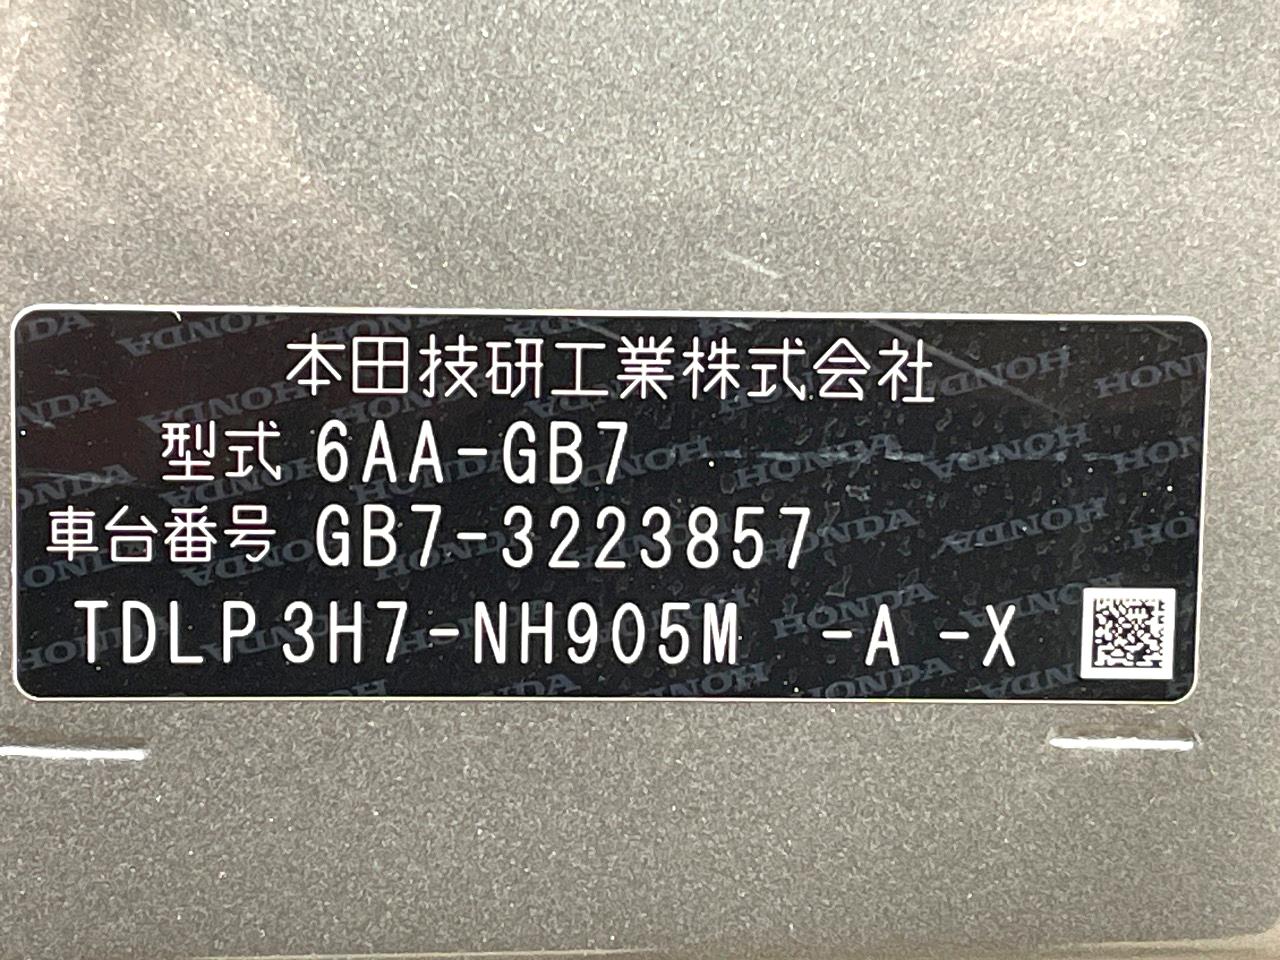 本田技研工業株式会社
型式 6AA-GB7
車台番号 GB7-3223857
TDLP3H7-NH905M -A -X